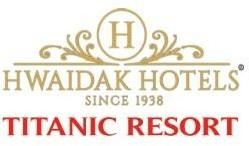 H
HWAIDAK HOTELS
SINCE 1938
TITANIC RESORT